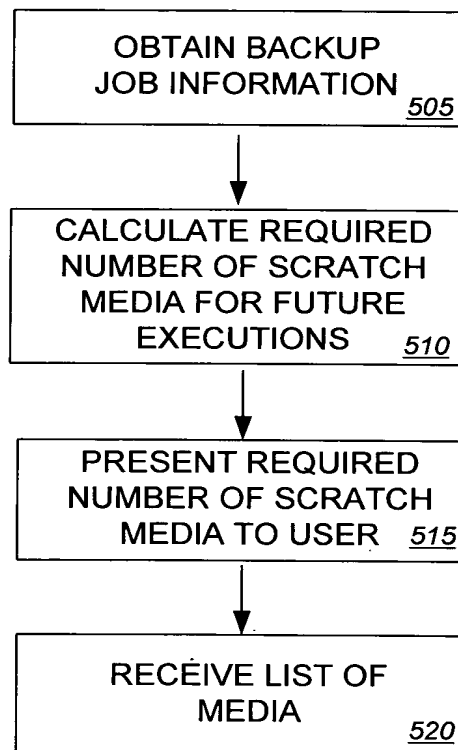 OBTAIN BACKUP
JOB INFORMATION
505
CALCULATE REQUIRED
NUMBER OF SCRATCH
MEDIA FOR FUTURE
EXECUTIONS
510
PRESENT REQUIRED
NUMBER OF SCRATCH
MEDIA TO USER
515
RECEIVE LIST OF
MEDIA
520